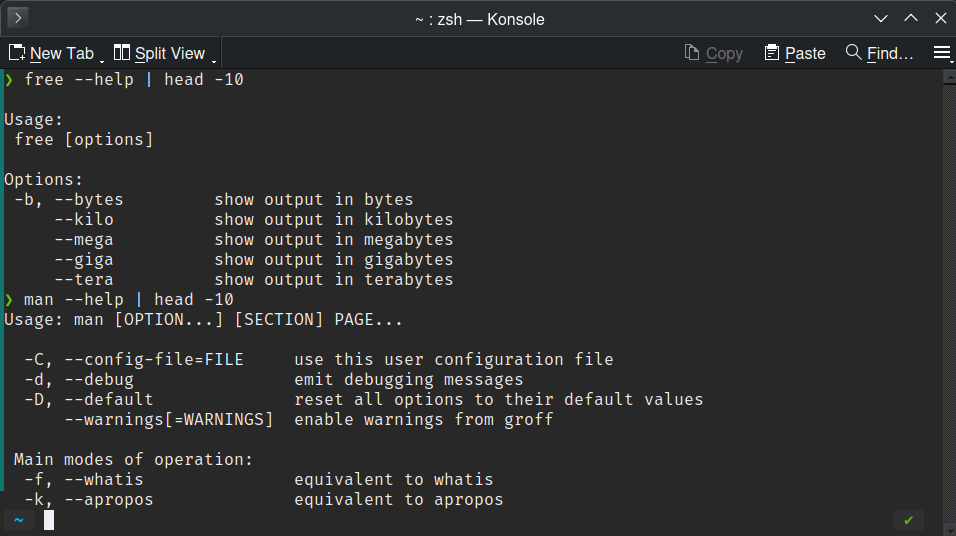 ~ : zsh — Konsole
New Tab Split View Copy Paste Find...
❯ free --help | head -10

Usage:
 free [options]

Options:
 -b, --bytes         show output in bytes
     --kilo          show output in kilobytes
     --mega          show output in megabytes
     --giga          show output in gigabytes
     --tera          show output in terabytes
❯ man --help | head -10
Usage: man [OPTION...] [SECTION] PAGE...

  -C, --config-file=FILE     use this user configuration file
  -d, --debug                emit debugging messages
  -D, --default              reset all options to their default values
      --warnings[=WARNINGS]  enable warnings from groff

 Main modes of operation:
  -f, --whatis               equivalent to whatis
  -k, --apropos              equivalent to apropos
~ ✔